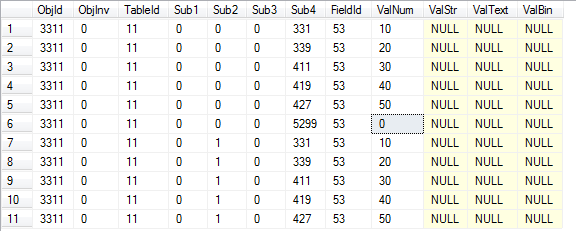 ObjId ObjInv TableId Sub1 Sub2 Sub3 Sub4 FieldId ValNum ValStr ValText ValBin
1 3311 0 11 0 0 0 331 53 10 NULL NULL NULL
2 3311 0 11 0 0 0 339 53 20 NULL NULL NULL
3 3311 0 11 0 0 0 411 53 30 NULL NULL NULL
4 3311 0 11 0 0 0 419 53 40 NULL NULL NULL
5 3311 0 11 0 0 0 427 53 50 NULL NULL NULL
6 3311 0 11 0 0 0 5299 53 0 NULL NULL NULL
7 3311 0 11 0 1 0 331 53 10 NULL NULL NULL
8 3311 0 11 0 1 0 339 53 20 NULL NULL NULL
9 3311 0 11 0 1 0 411 53 30 NULL NULL NULL
10 3311 0 11 0 1 0 419 53 40 NULL NULL NULL
11 3311 0 11 0 1 0 427 53 50 NULL NULL NULL